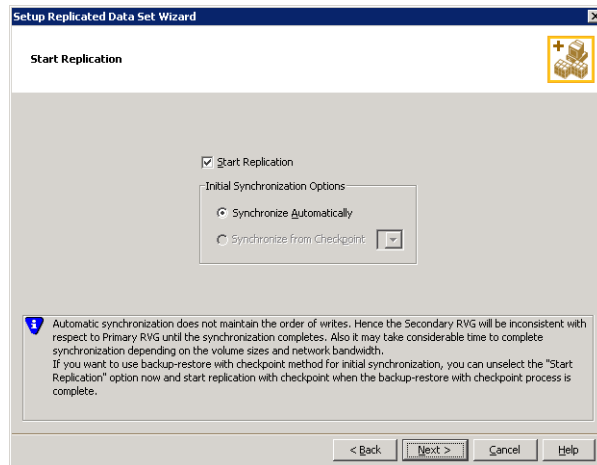 Setup Replicated Data Set Wizard
Start Replication
Start Replication
Initial Synchronization Options
Synchronize Automatically
Synchronize from Checkpoint
Automatic synchronization does not maintain the order of writes. Hence the Secondary RVG will be inconsistent with
respect to Primary RVG until the synchronization completes. Also it may take considerable time to complete
synchronization depending on the volume sizes and network bandwidth.
If you want to use backup-restore with checkpoint method for initial synchronization, you can unselect the "Start
Replication" option now and start replication with checkpoint when the backup-restore with checkpoint process is
complete.
< Back Next > Cancel Help